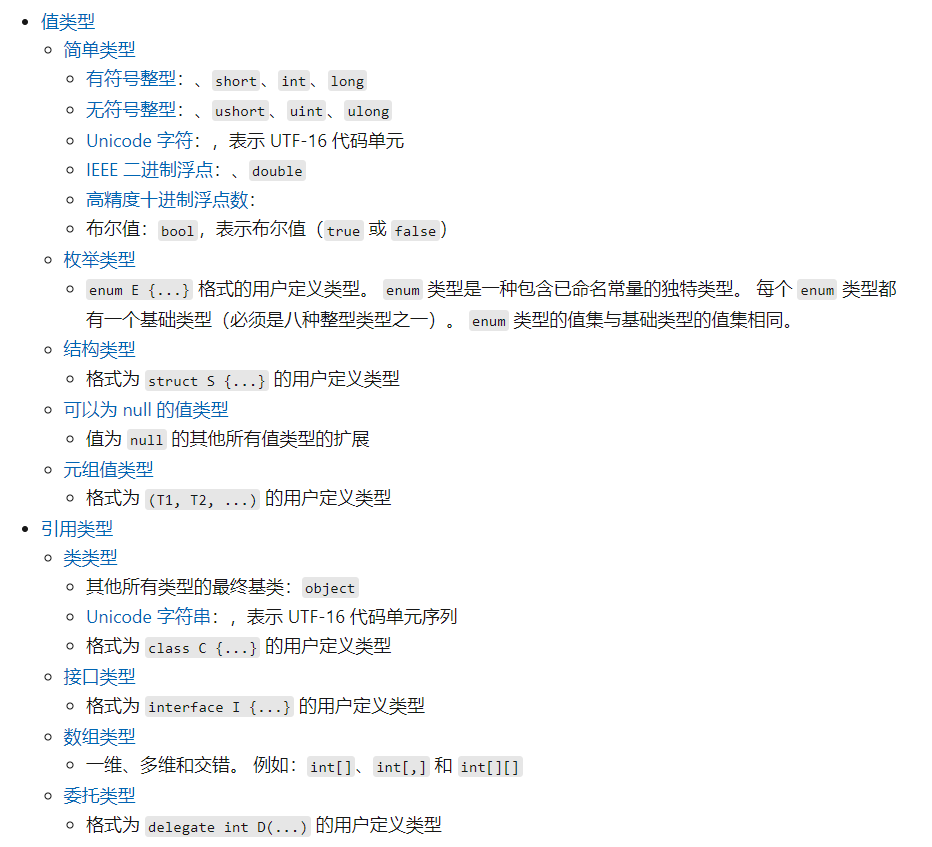 值类型
简单类型
有符号整型：、short、int、long
无符号整型：、ushort、uint、ulong
Unicode 字符：，表示 UTF-16 代码单元
IEEE 二进制浮点：、double
高精度十进制浮点数：
布尔值：bool，表示布尔值（true 或 false）
枚举类型
enum E {...} 格式的用户定义类型。 enum 类型是一种包含已命名常量的独特类型。 每个 enum 类型都
有一个基础类型（必须是八种整型类型之一）。 enum 类型的值集与基础类型的值集相同。
结构类型
格式为 struct S {...} 的用户定义类型
可以为 null 的值类型
值为 null 的其他所有值类型的扩展
元组值类型
格式为 (T1, T2, ...) 的用户定义类型
引用类型
类类型
其他所有类型的最终基类：object
Unicode 字符串：，表示 UTF-16 代码单元序列
格式为 class C {...} 的用户定义类型
接口类型
格式为 interface I {...} 的用户定义类型
数组类型
一维、多维和交错。 例如：int[]、int[,] 和 int[][]
委托类型
格式为 delegate int D(...) 的用户定义类型